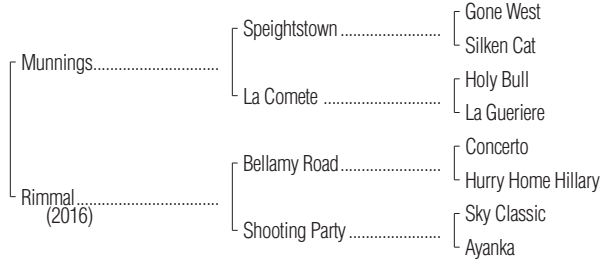 Gone West
Speightstown
Silken Cat
Munnings
Holy Bull
La Comete
La Gueriere
Concerto
Bellamy Road
Hurry Home Hillary
Rimmal
(2016)
Sky Classic
Shooting Party
Ayanka